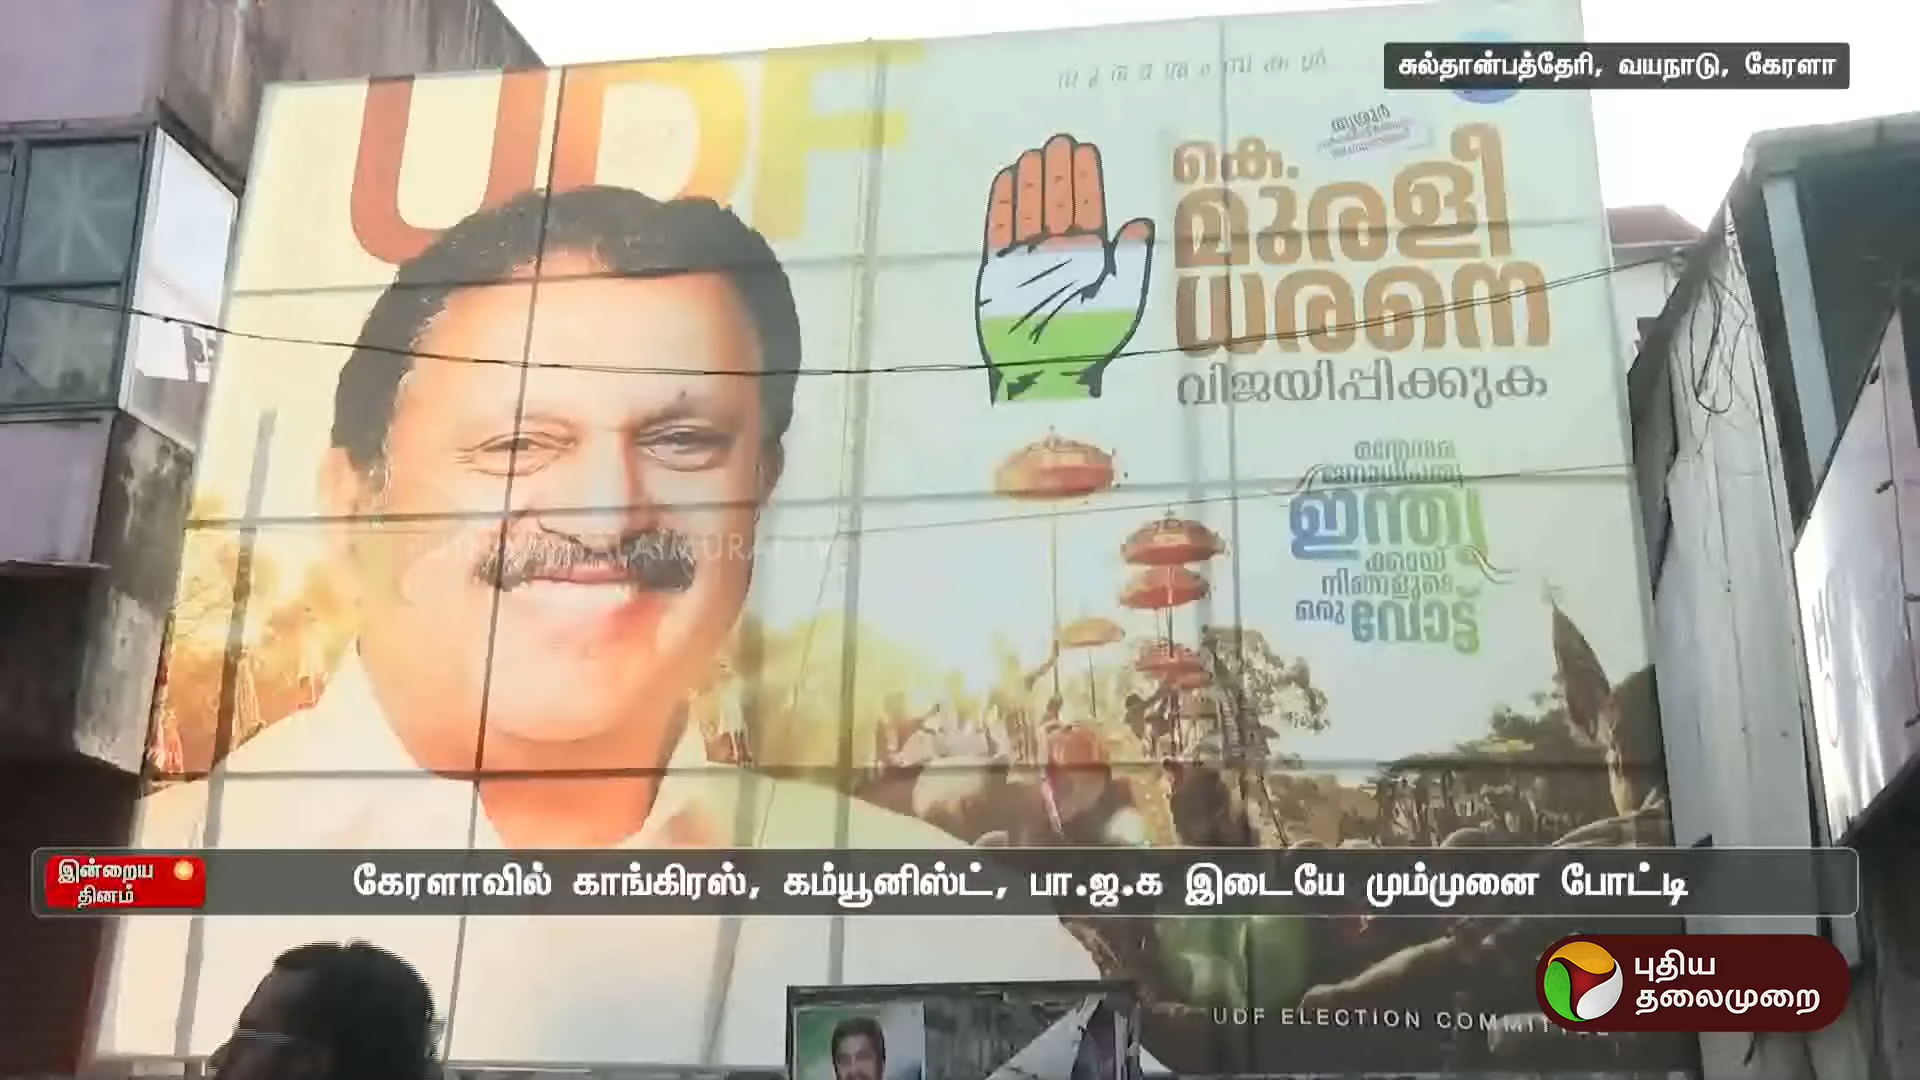 சுல்தான்பத்தேரி, வயநாடு, கேரளா
UDF
തൃശൂർ
കെ.
മുരളീ
ധരനെ
വിജയിപ്പിക്കുക
ഇന്ത്യ
ക്കായ്
നിങ്ങളുടെ
ഒരു വോട്ട്
இன்றைய
தினம்
கேரளாவில் காங்கிரஸ், கம்யூனிஸ்ட், பா.ஜ.க இடையே மும்முனை போட்டி
புதிய
தலைமுறை
UDF ELECTION COMMITTEE